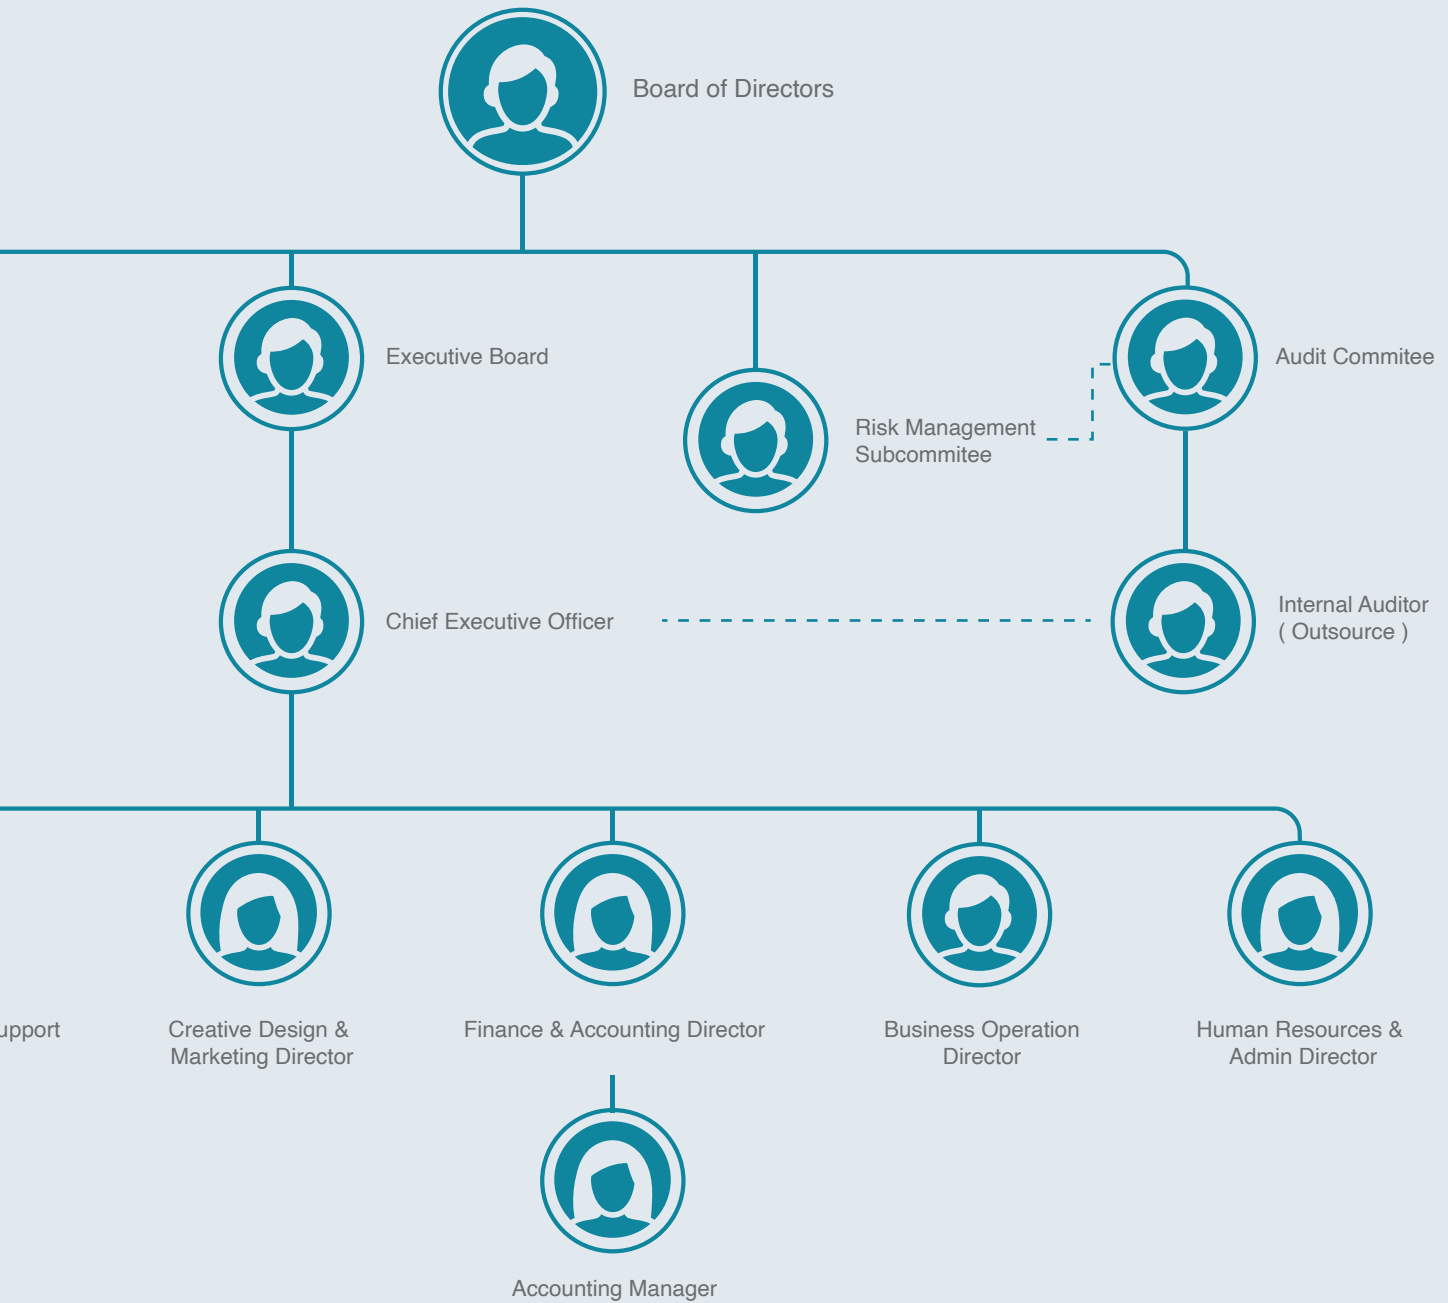 Board of Directors
Executive Board
Audit Commitee
Risk Management
Subcommitee
Chief Executive Officer
Internal Auditor
( Outsource )
upport
Creative Design &
Marketing Director
Finance & Accounting Director
Business Operation
Director
Human Resources &
Admin Director
Accounting Manager